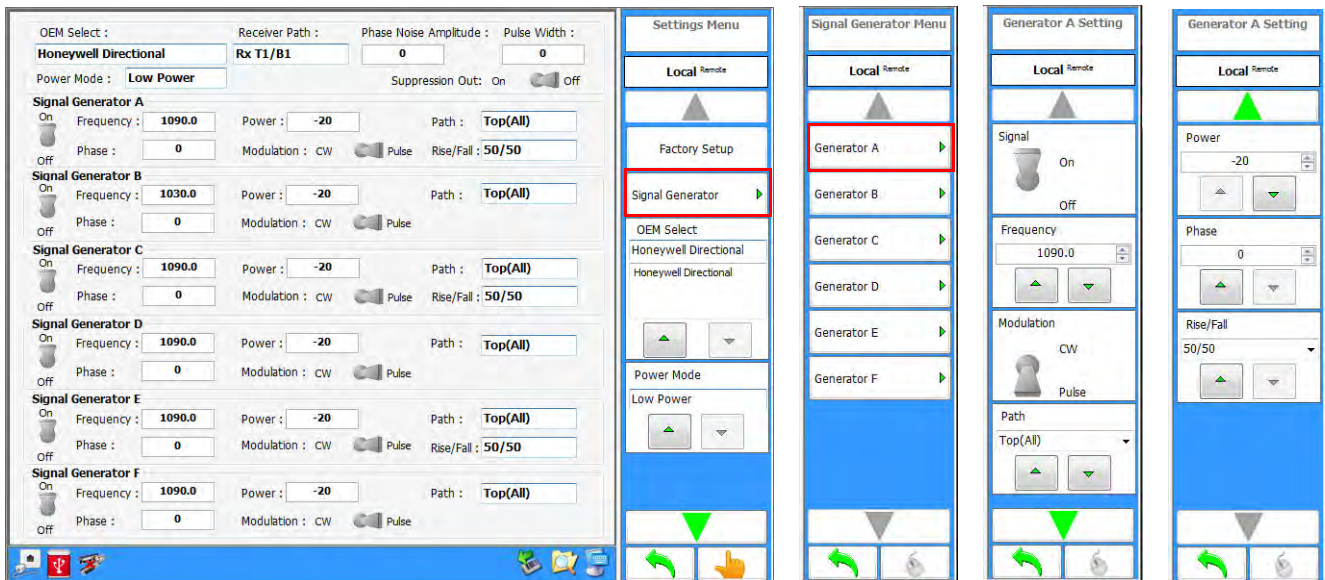 OEM Select : Receiver Path : Phase Noise Amplitude : Pulse Width :
Honeywell Directional Rx T1/B1 0 0
Power Mode : Low Power Suppression Out: On Off
Signal Generator A
On Frequency : 1090.0 Power : -20 Path : Top(All)
Off Phase : 0 Modulation : CW Pulse Rise/Fall : 50/50
Signal Generator B
On Frequency : 1030.0 Power : -20 Path : Top(All)
Off Phase : 0 Modulation : CW Pulse
Signal Generator C
On Frequency : 1090.0 Power : -20 Path : Top(All)
Off Phase : 0 Modulation : CW Pulse Rise/Fall : 50/50
Signal Generator D
On Frequency : 1090.0 Power : -20 Path : Top(All)
Off Phase : 0 Modulation : CW Pulse
Signal Generator E
On Frequency : 1090.0 Power : -20 Path : Top(All)
Off Phase : 0 Modulation : CW Pulse Rise/Fall : 50/50
Signal Generator F
On Frequency : 1090.0 Power : -20 Path : Top(All)
Off Phase : 0 Modulation : CW Pulse
Settings Menu
Local Remote
Factory Setup
Signal Generator
OEM Select
Honeywell Directional
Honeywell Directional
Power Mode
Low Power
Signal Generator Menu
Local Remote
Generator A
Generator B
Generator C
Generator D
Generator E
Generator F
Generator A Setting
Local Remote
Signal
On
Off
Frequency
1090.0
Modulation
CW
Pulse
Path
Top(All)
Generator A Setting
Local Remote
Power
-20
Phase
0
Rise/Fall
50/50